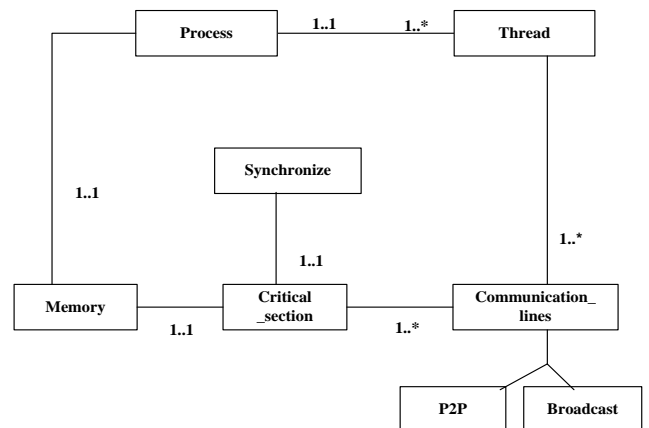 Process
1..1
1..*
Thread
Synchronize
1..1
1..*
1..1
Memory
1..1
Critical
_section
1..*
Communication_
lines
P2P
Broadcast